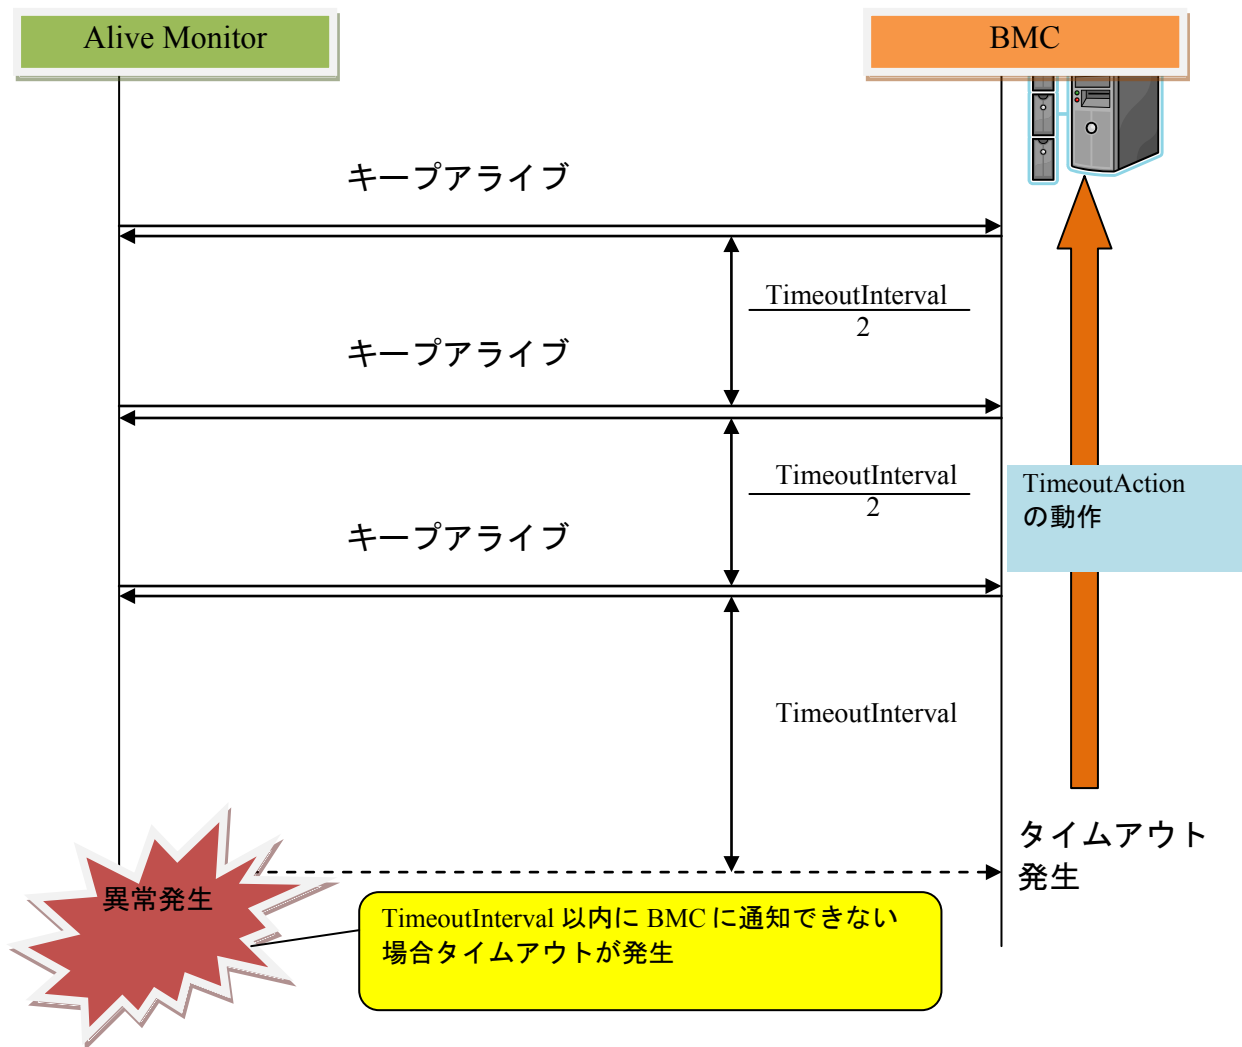 Alive Monitor
BMC
キープアライブ
TimeoutInterval
2
キープアライブ
TimeoutInterval
2
TimeoutAction
の動作
キープアライブ
TimeoutInterval
タイムアウト
発生
異常発生
TimeoutInterval 以内に BMC に通知できない
場合タイムアウトが発生